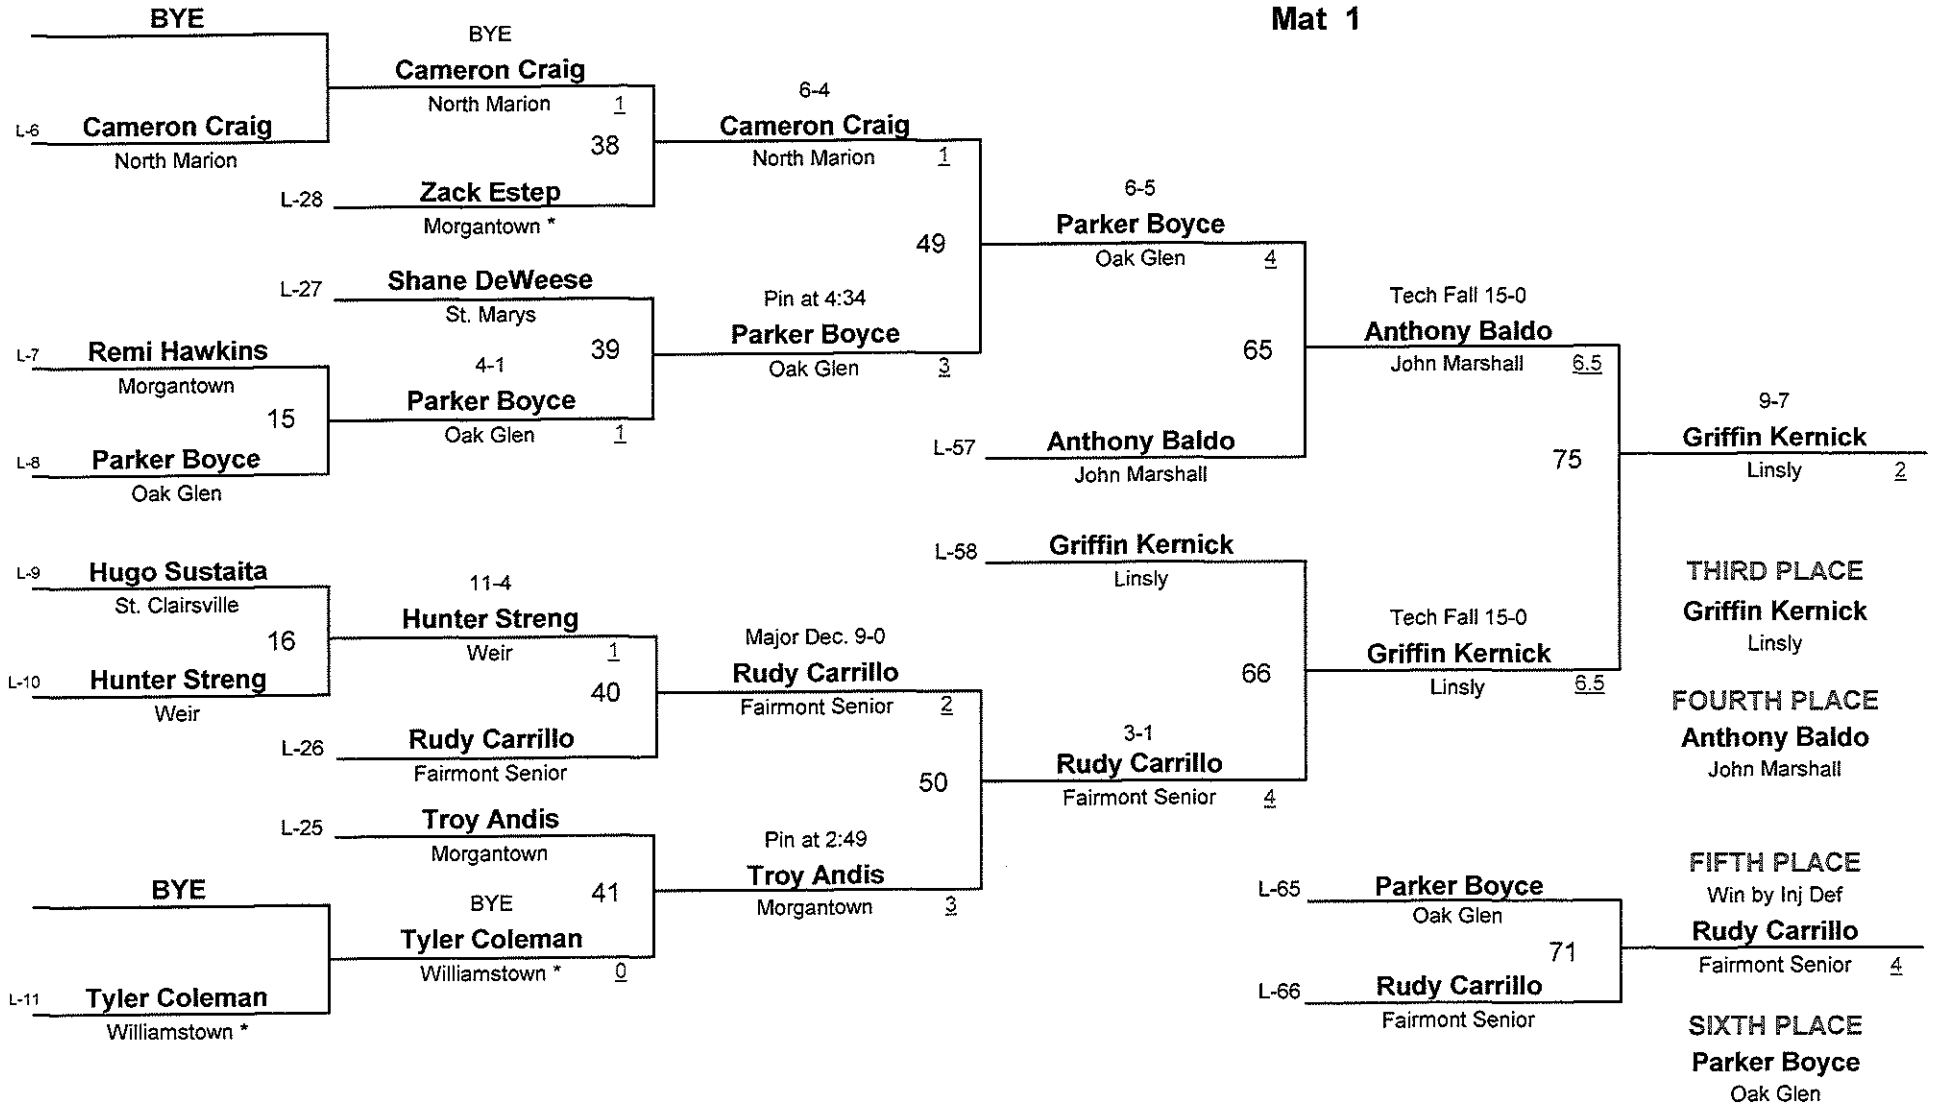 Mat 1
BYE
L-6 Cameron Craig
North Marion
BYE
Cameron Craig
North Marion 1
38
L-28 Zack Estep
Morgantown *
6-4
Cameron Craig
North Marion 1
L-27 Shane DeWeese
St. Marys
39
L-7 Remi Hawkins
Morgantown
15
L-8 Parker Boyce
Oak Glen
4-1
Parker Boyce
Oak Glen 1
Pin at 4:34
Parker Boyce
Oak Glen 3
49
6-5
Parker Boyce
Oak Glen 4
65
L-57 Anthony Baldo
John Marshall
Tech Fall 15-0
Anthony Baldo
John Marshall 6.5
75
9-7
Griffin Kernick
Linsly 2
L-9 Hugo Sustaita
St. Clairsville
16
L-10 Hunter Streng
Weir
11-4
Hunter Streng
Weir 1
40
L-26 Rudy Carrillo
Fairmont Senior
Major Dec. 9-0
Rudy Carrillo
Fairmont Senior 2
50
L-25 Troy Andis
Morgantown
41
BYE
L-11 Tyler Coleman
Williamstown *
BYE
Tyler Coleman
Williamstown * 0
Pin at 2:49
Troy Andis
Morgantown 3
L-58 Griffin Kernick
Linsly
66
3-1
Rudy Carrillo
Fairmont Senior 4
Tech Fall 15-0
Griffin Kernick
Linsly 6.5
THIRD PLACE
Griffin Kernick
Linsly
FOURTH PLACE
Anthony Baldo
John Marshall
L-65 Parker Boyce
Oak Glen
71
L-66 Rudy Carrillo
Fairmont Senior
FIFTH PLACE
Win by Inj Def
Rudy Carrillo
Fairmont Senior 4
SIXTH PLACE
Parker Boyce
Oak Glen